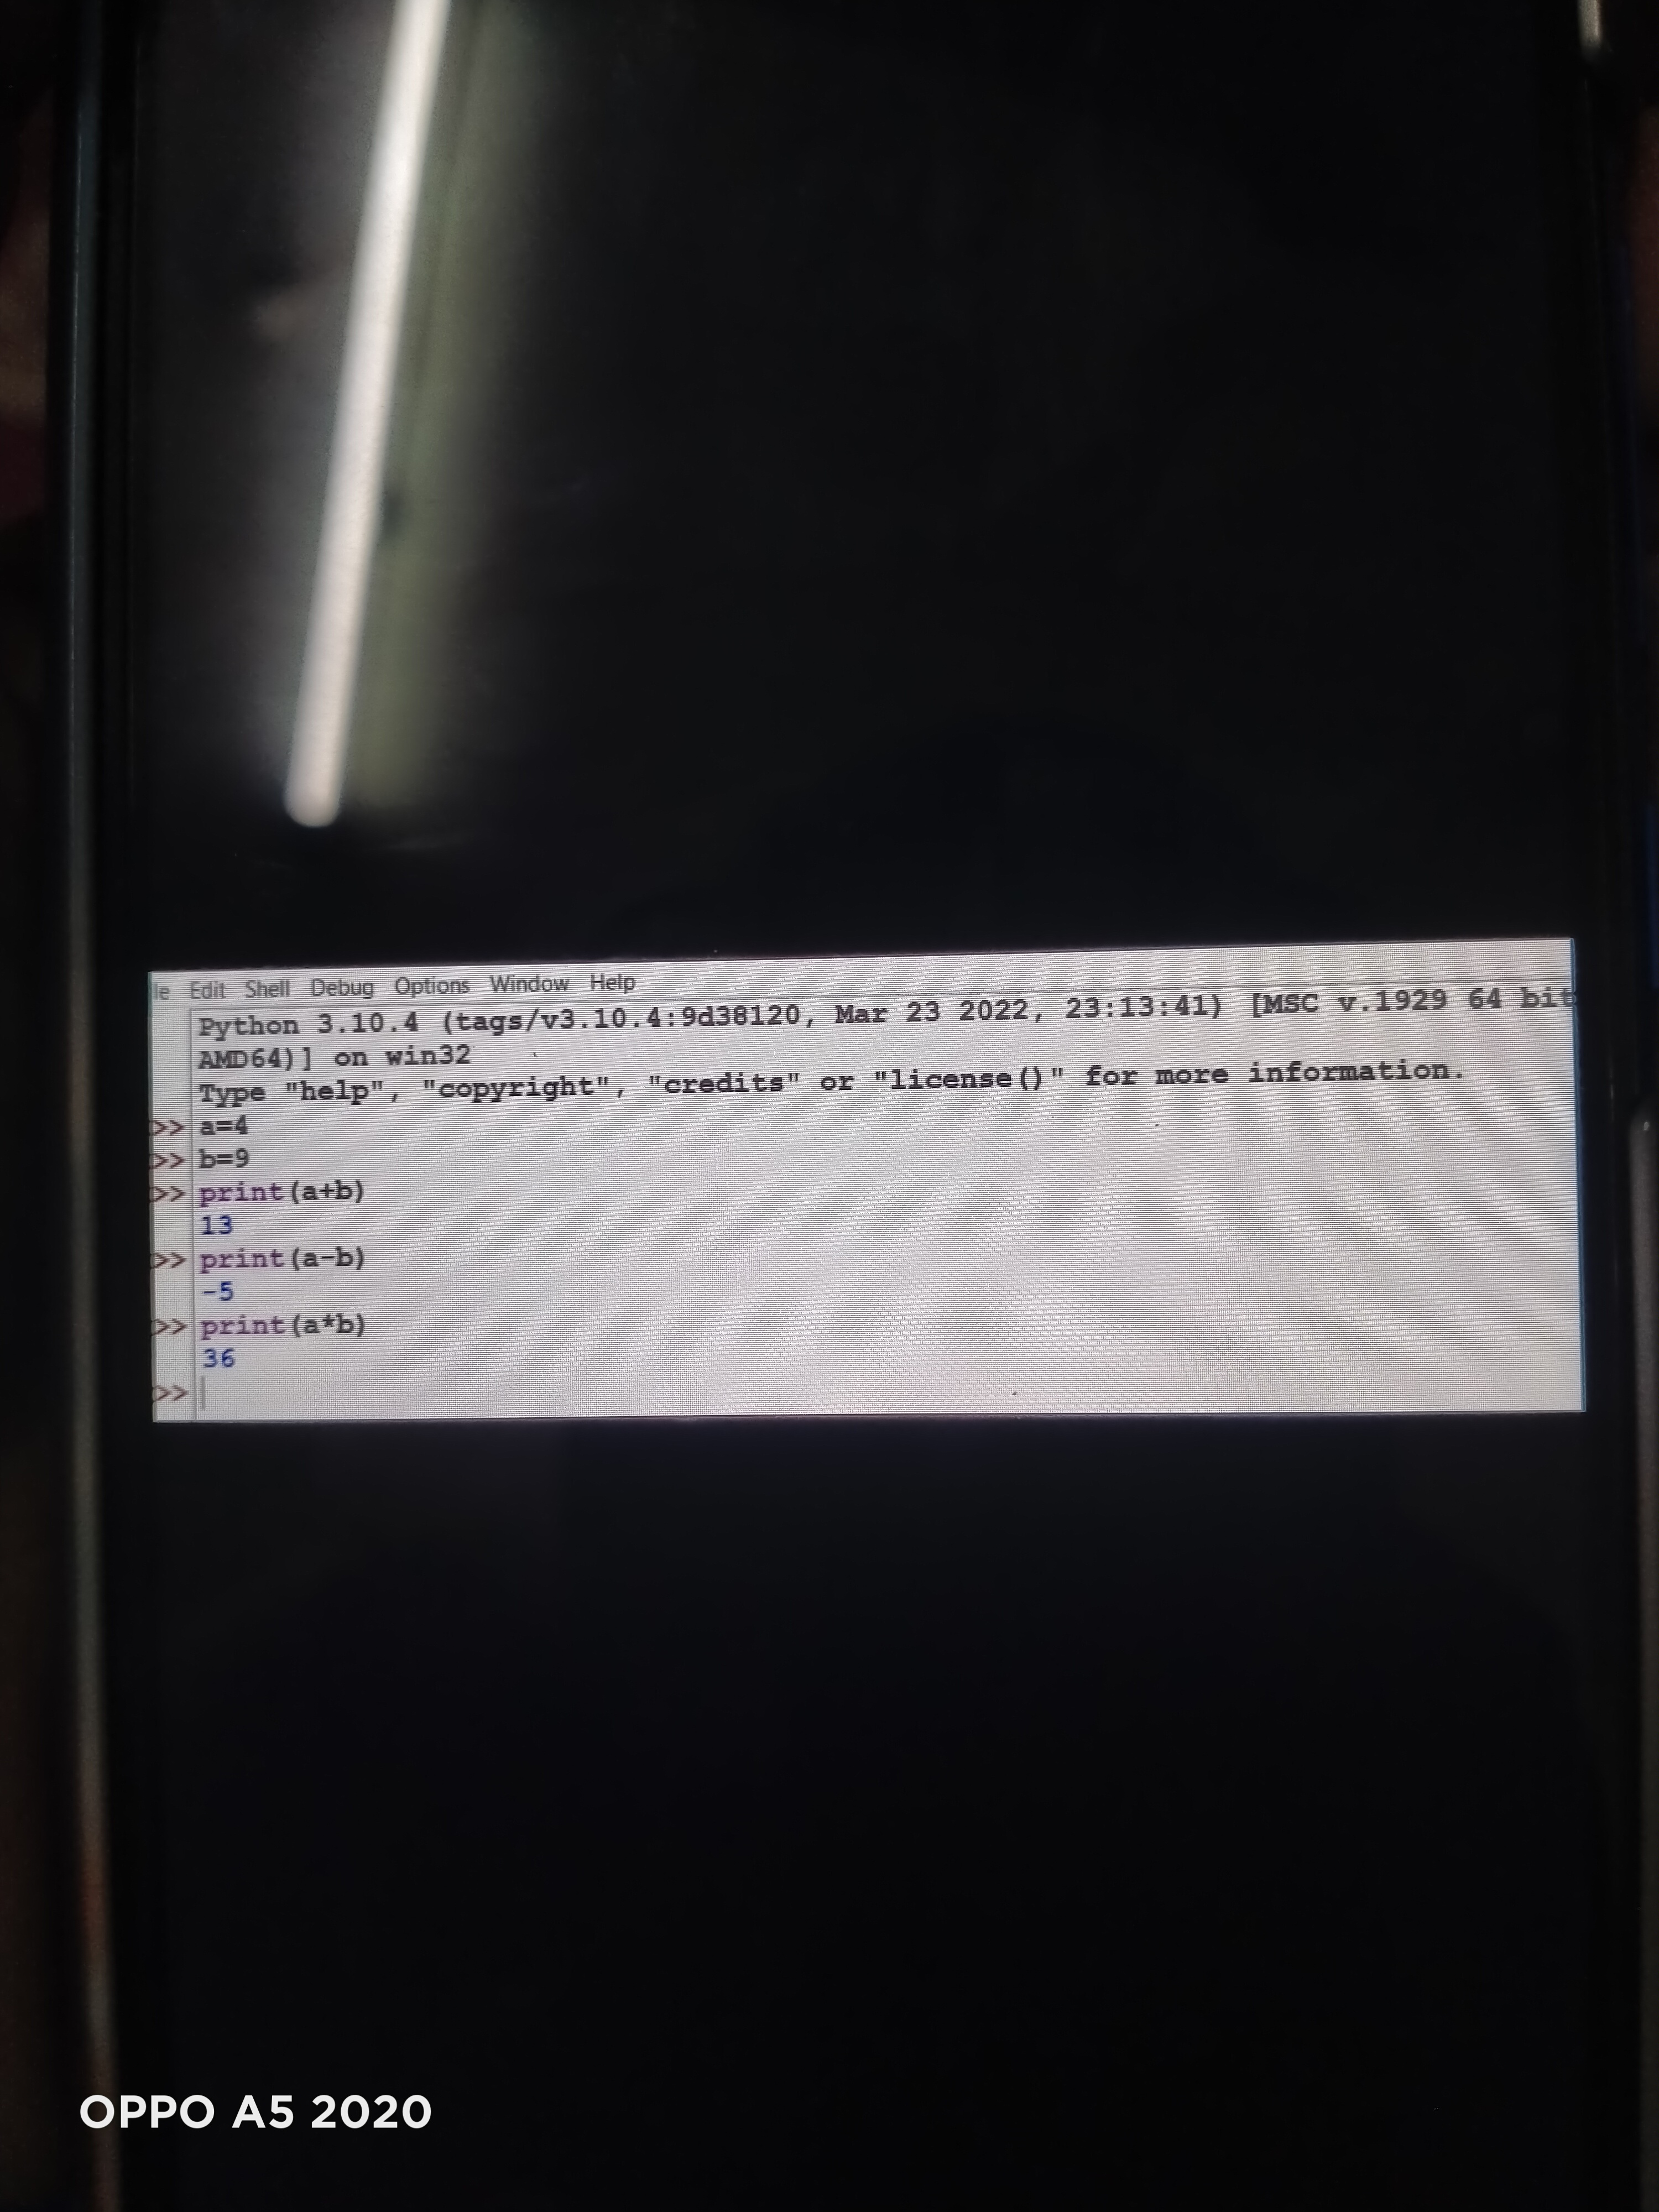 le Edit Shell Debug Options Window Help
Python 3.10.4 (tags/v3.10.4:9d38120, Mar 23 2022, 23:13:41) [MSC v.1929 64 bit
AMD64)] on win32
Type "help", "copyright", "credits" or "license()" for more information.
>> a=4
>> b=9
>> print(a+b)
13
>> print(a-b)
-5
>> print(a*b)
36
>>
OPPO A5 2020